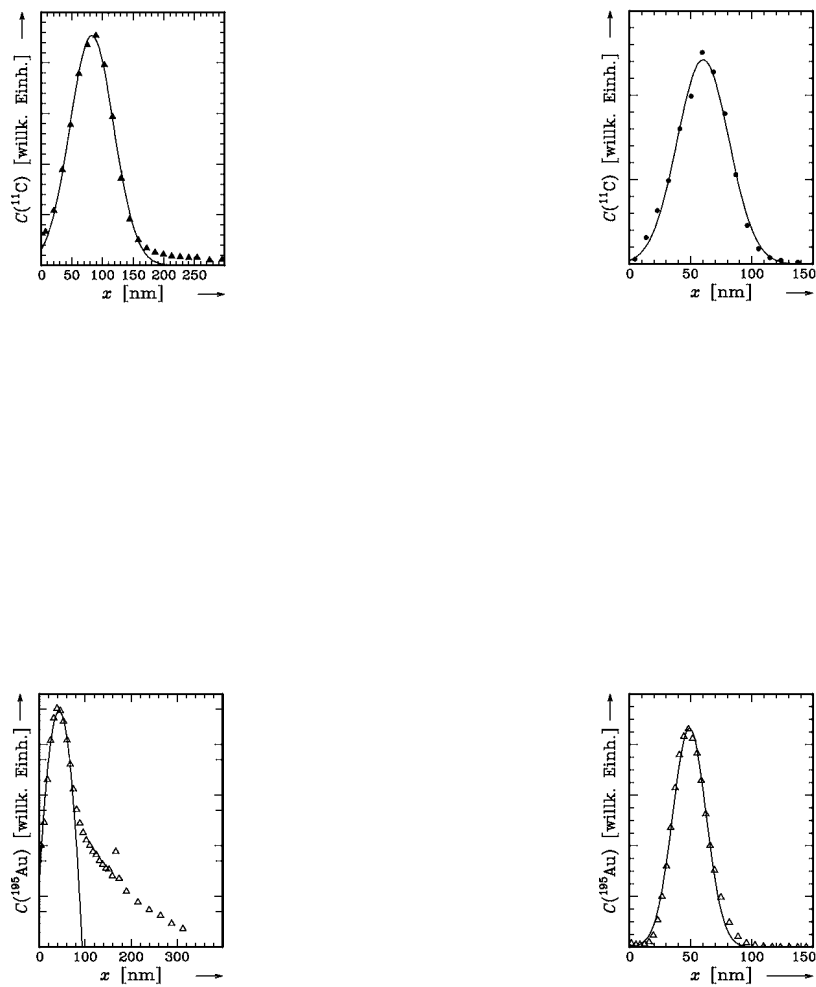 C(¹¹C) [willk. Einh.]
0 50 100 150 200 250
x [nm]
C(¹¹C) [willk. Einh.]
0 50 100 150
x [nm]
C(¹⁹⁵Au) [willk. Einh.]
0 100 200 300
x [nm]
C(¹⁹⁵Au) [willk. Einh.]
0 50 100 150
x [nm]